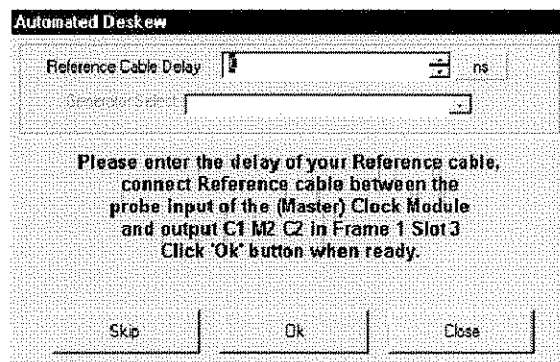 Automated Deskew
Reference Cable Delay ns
Generator Select
Please enter the delay of your Reference cable,
connect Reference cable between the
probe input of the (Master) Clock Module
and output C1 M2 C2 in Frame 1 Slot 3
Click 'Ok' button when ready.
Skip Ok Close